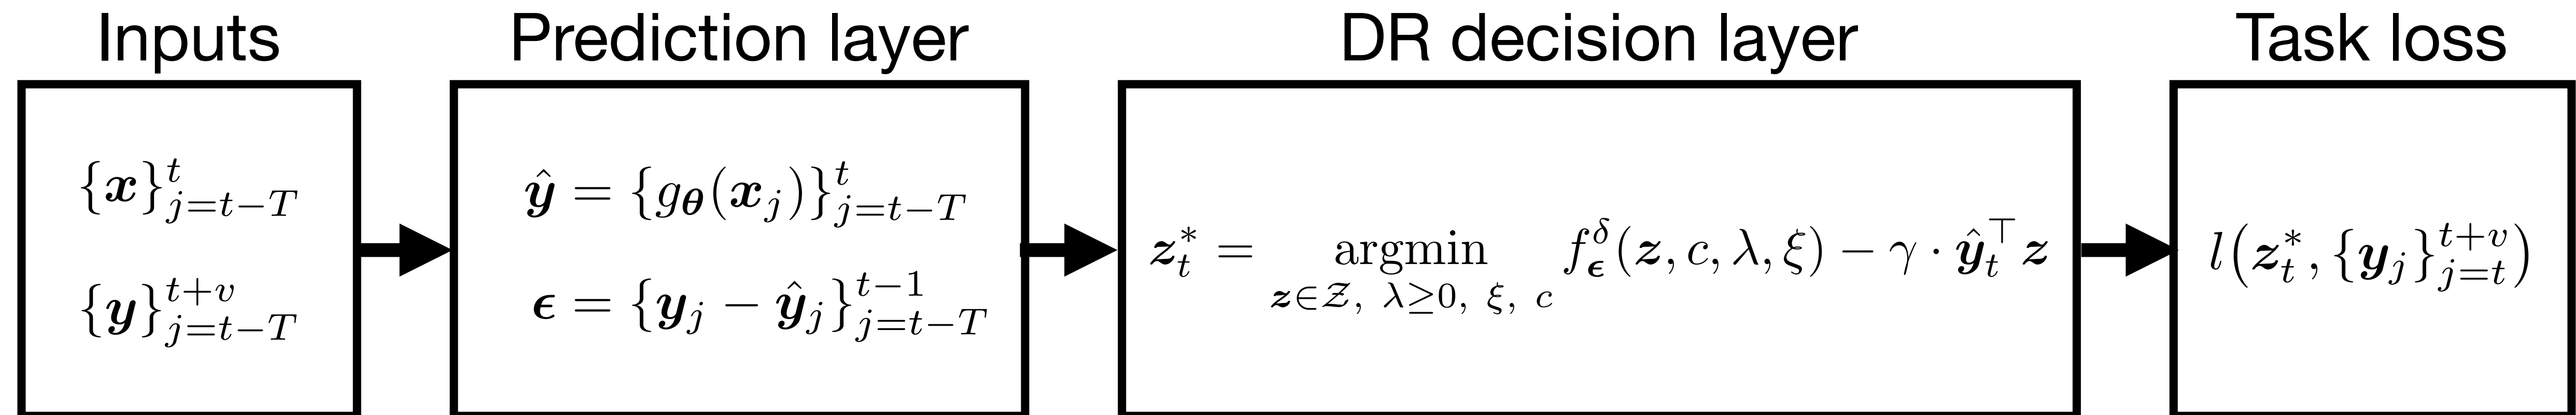 Inputs
{𝒙}ᵗ_{j=t−T}
{𝒚}^{t+v}_{j=t−T}
Prediction layer
ŷ = {g_θ(𝒙_j)}^t_{j=t−T}
ϵ = {𝒚_j − ŷ_j}^{t−1}_{j=t−T}
DR decision layer
𝒛*_t = argmin_{𝒛∈𝒵, λ≥0, ξ, c} f^δ_ϵ(𝒛, c, λ, ξ) − γ · ŷ_t^⊤ 𝒛
Task loss
l(𝒛*_t, {𝒚_j}^{t+v}_{j=t})